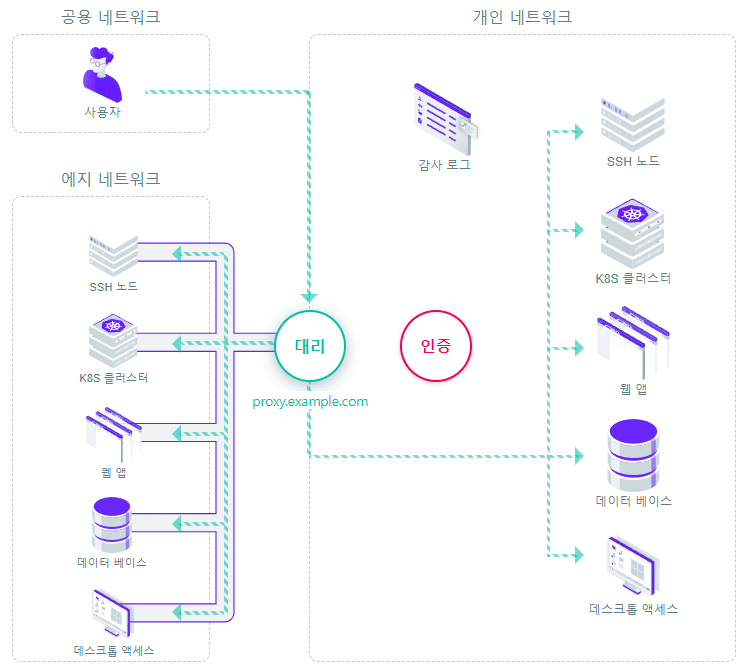 공용 네트워크
사용자
에지 네트워크
SSH 노드
K8S 클러스터
웹 앱
데이터 베이스
데스크톱 액세스
대리
proxy.example.com
개인 네트워크
감사 로그
인증
SSH 노드
K8S 클러스터
웹 앱
데이터 베이스
데스크톱 액세스